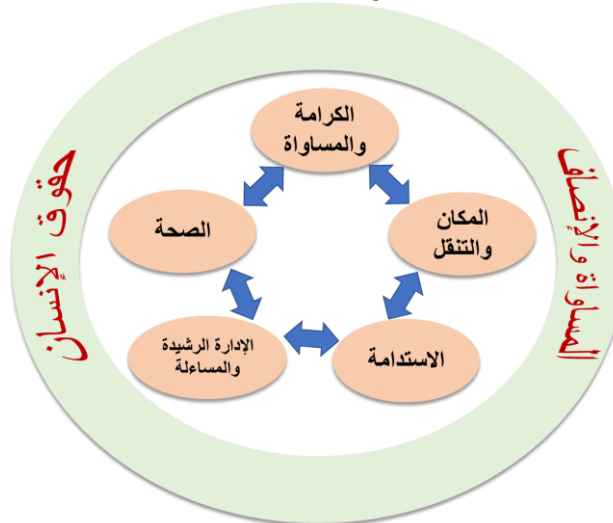 الكرامة
والمساواة
المكان
والتنقل
الصحة
الاستدامة
الإدارة الرشيدة
والمساءلة
المساواة والإنصاف
حقوق الإنسان